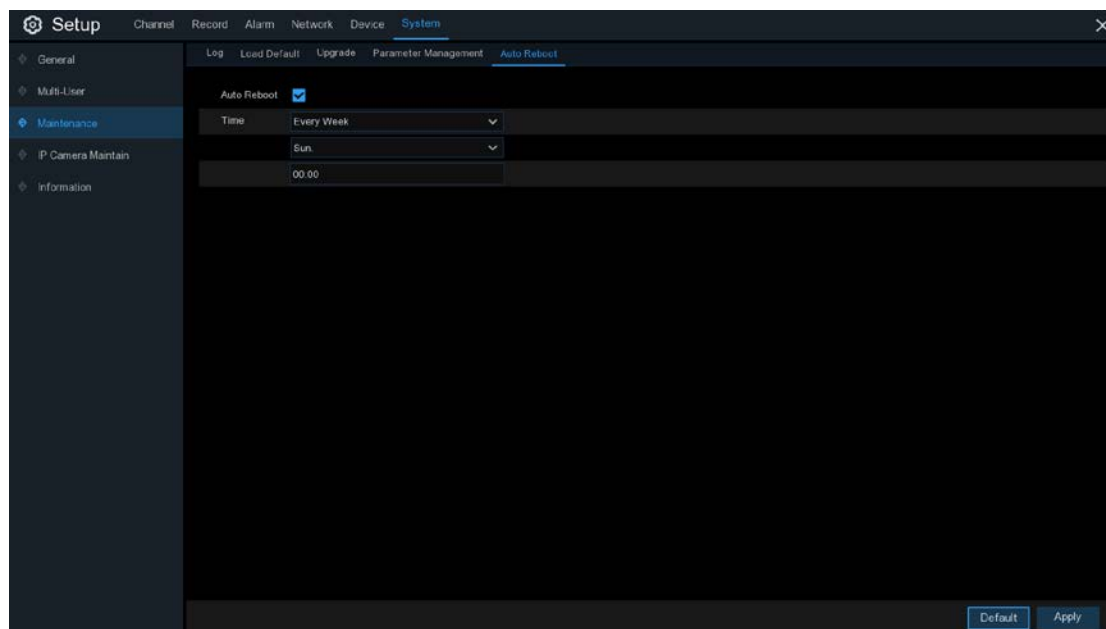 Setup Channel Record Alarm Network Device System
General
Multi-User
Maintenance
IP Camera Maintain
Information
Log Load Default Upgrade Parameter Management Auto Reboot
Auto Reboot
Time Every Week
Sun.
00:00
Default Apply